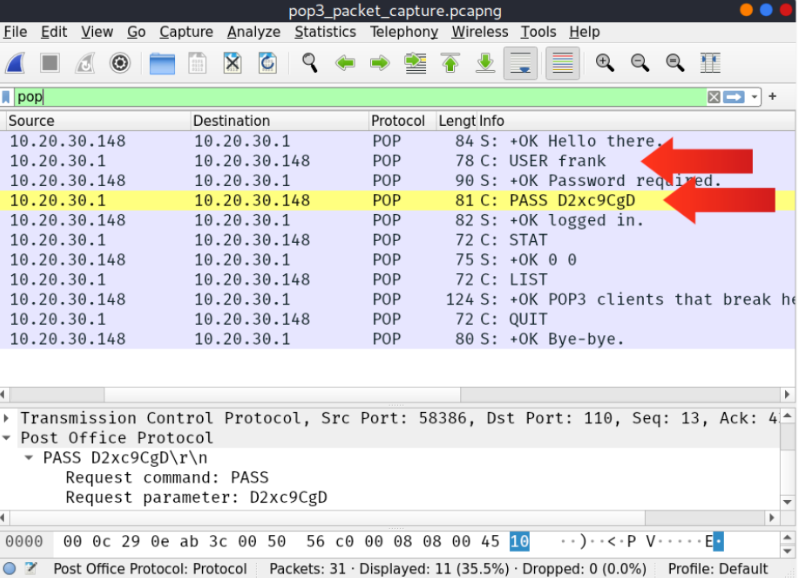 pop3_packet_capture.pcapng
File Edit View Go Capture Analyze Statistics Telephony Wireless Tools Help
pop
Source Destination Protocol Lengt Info
10.20.30.148 10.20.30.1 POP 84 S: +OK Hello there.
10.20.30.1 10.20.30.148 POP 78 C: USER frank
10.20.30.148 10.20.30.1 POP 90 S: +OK Password required.
10.20.30.1 10.20.30.148 POP 81 C: PASS D2xc9CgD
10.20.30.148 10.20.30.1 POP 82 S: +OK logged in.
10.20.30.1 10.20.30.148 POP 72 C: STAT
10.20.30.148 10.20.30.1 POP 75 S: +OK 0 0
10.20.30.1 10.20.30.148 POP 72 C: LIST
10.20.30.148 10.20.30.1 POP 124 S: +OK POP3 clients that break he
10.20.30.1 10.20.30.148 POP 72 C: QUIT
10.20.30.148 10.20.30.1 POP 80 S: +OK Bye-bye.
Transmission Control Protocol, Src Port: 58386, Dst Port: 110, Seq: 13, Ack: 4
Post Office Protocol
PASS D2xc9CgD\r\n
Request command: PASS
Request parameter: D2xc9CgD
0000 00 0c 29 0e ab 3c 00 50 56 c0 00 08 08 00 45 10 ··)··<·P V·····E·
Post Office Protocol: Protocol Packets: 31 · Displayed: 11 (35.5%) · Dropped: 0 (0.0%) Profile: Default